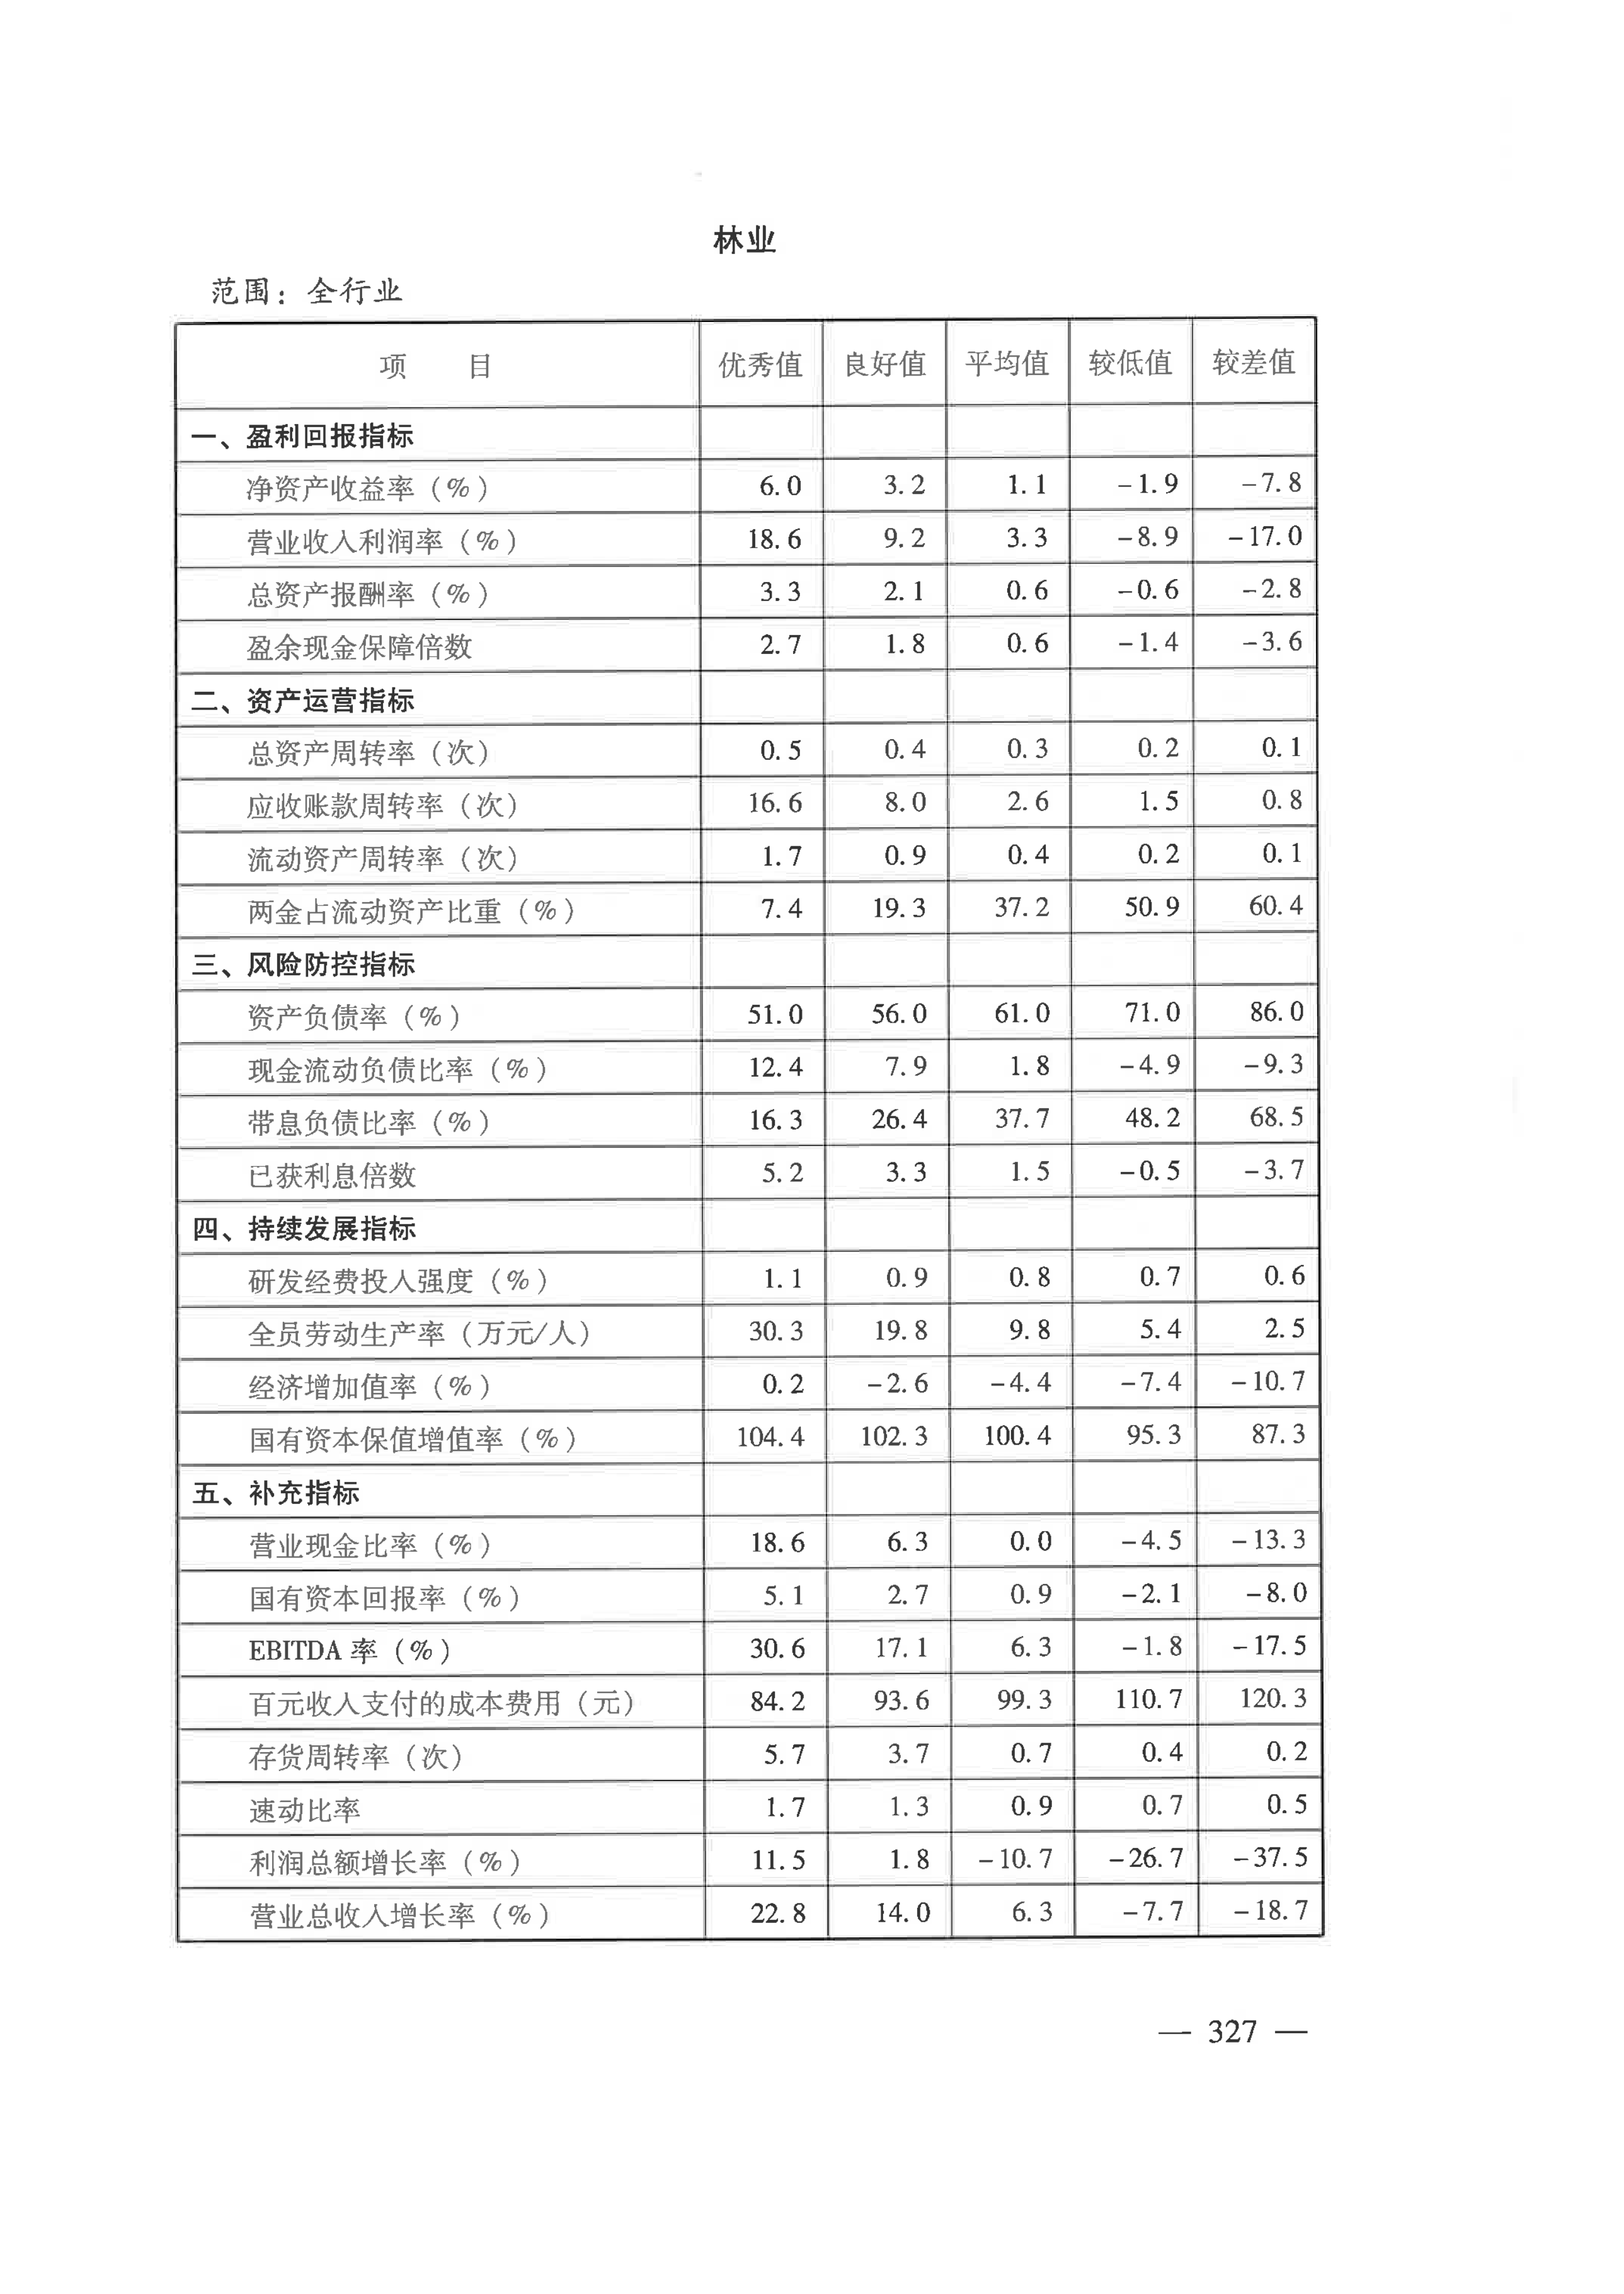 林业
范围：全行业
项 目 优秀值 良好值 平均值 较低值 较差值
一、盈利回报指标
净资产收益率（%） 6.0 3.2 1.1 -1.9 -7.8
营业收入利润率（%） 18.6 9.2 3.3 -8.9 -17.0
总资产报酬率（%） 3.3 2.1 0.6 -0.6 -2.8
盈余现金保障倍数 2.7 1.8 0.6 -1.4 -3.6
二、资产运营指标
总资产周转率（次） 0.5 0.4 0.3 0.2 0.1
应收账款周转率（次） 16.6 8.0 2.6 1.5 0.8
流动资产周转率（次） 1.7 0.9 0.4 0.2 0.1
两金占流动资产比重（%） 7.4 19.3 37.2 50.9 60.4
三、风险防控指标
资产负债率（%） 51.0 56.0 61.0 71.0 86.0
现金流动负债比率（%） 12.4 7.9 1.8 -4.9 -9.3
带息负债比率（%） 16.3 26.4 37.7 48.2 68.5
已获利息倍数 5.2 3.3 1.5 -0.5 -3.7
四、持续发展指标
研发经费投入强度（%） 1.1 0.9 0.8 0.7 0.6
全员劳动生产率（万元/人） 30.3 19.8 9.8 5.4 2.5
经济增加值率（%） 0.2 -2.6 -4.4 -7.4 -10.7
国有资本保值增值率（%） 104.4 102.3 100.4 95.3 87.3
五、补充指标
营业现金比率（%） 18.6 6.3 0.0 -4.5 -13.3
国有资本回报率（%） 5.1 2.7 0.9 -2.1 -8.0
EBITDA 率（%） 30.6 17.1 6.3 -1.8 -17.5
百元收入支付的成本费用（元） 84.2 93.6 99.3 110.7 120.3
存货周转率（次） 5.7 3.7 0.7 0.4 0.2
速动比率 1.7 1.3 0.9 0.7 0.5
利润总额增长率（%） 11.5 1.8 -10.7 -26.7 -37.5
营业总收入增长率（%） 22.8 14.0 6.3 -7.7 -18.7
— 327 —